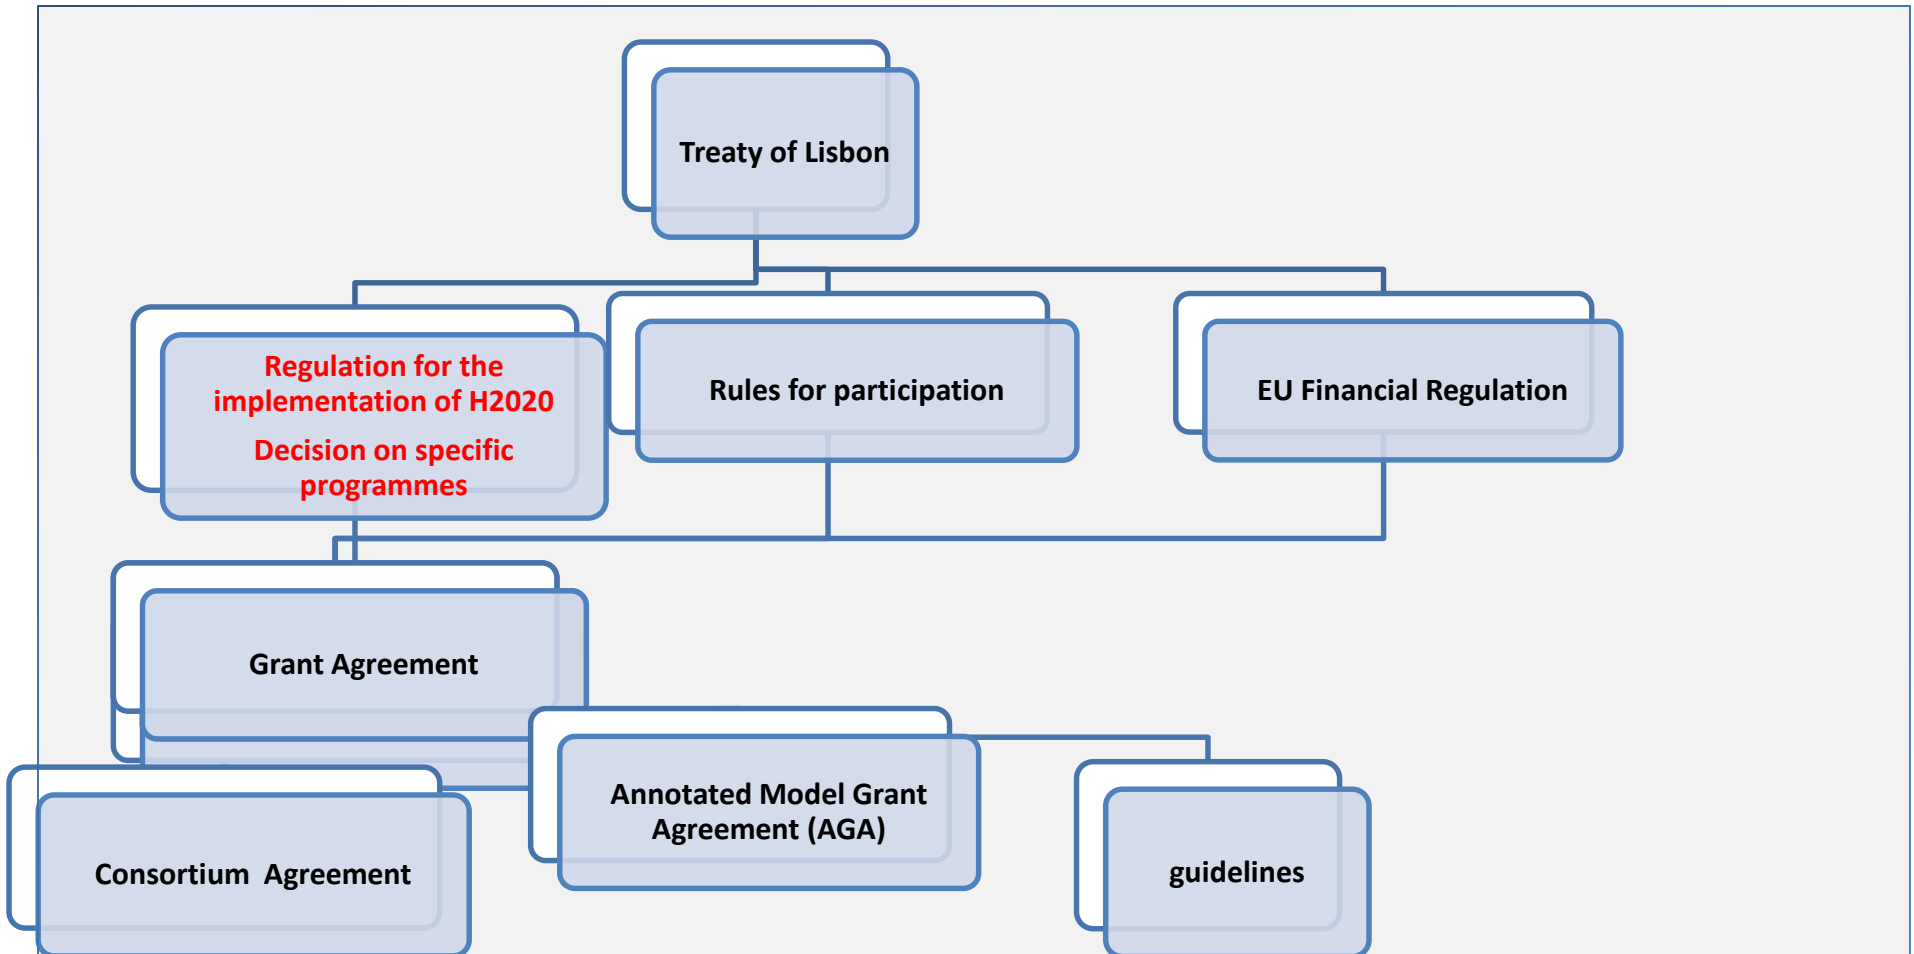 Treaty of Lisbon
Regulation for the
implementation of H2020
Decision on specific
programmes
Rules for participation
EU Financial Regulation
Grant Agreement
Annotated Model Grant
Agreement (AGA)
Consortium  Agreement
guidelines